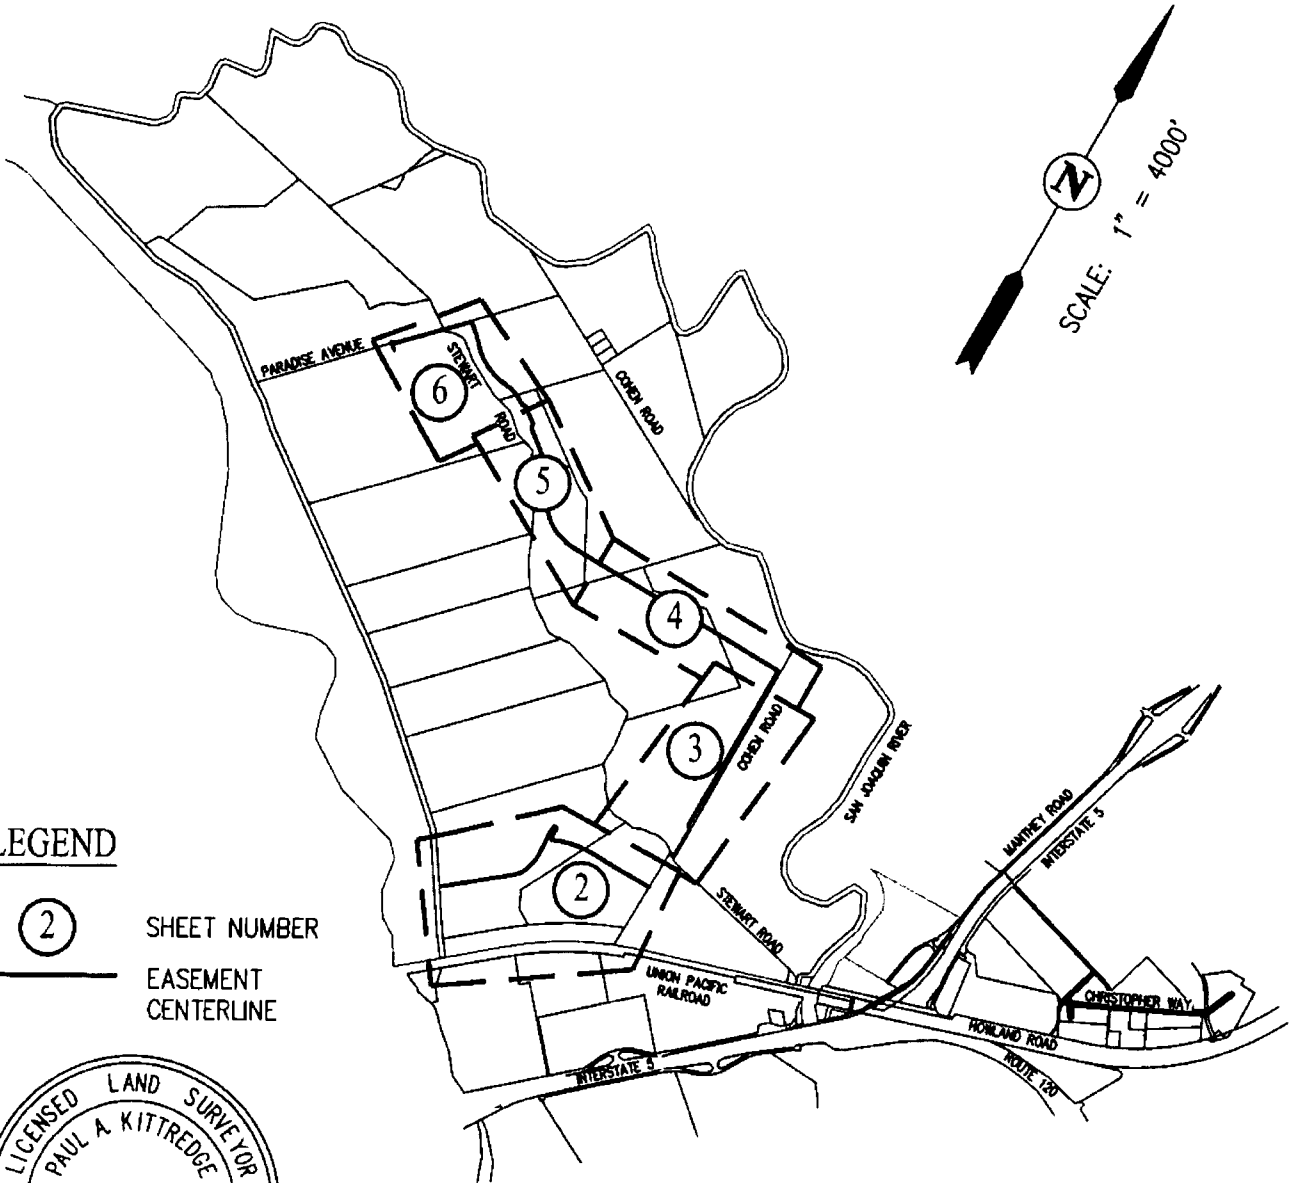 N
SCALE: 1" = 4000'
PARADISE AVENUE
STEWART
ROAD
6
COHEN ROAD
5
4
3
COHEN ROAD
SAN JOAQUIN RIVER
MANTHEY ROAD
INTERSTATE 5
2
STEWART ROAD
UNION PACIFIC
RAILROAD
CHRISTOPHER WAY
HOWLAND ROAD
ROUTE 120
INTERSTATE 5
LEGEND
2 SHEET NUMBER
EASEMENT
CENTERLINE
LICENSED LAND SURVEYOR
PAUL A. KITTREDGE